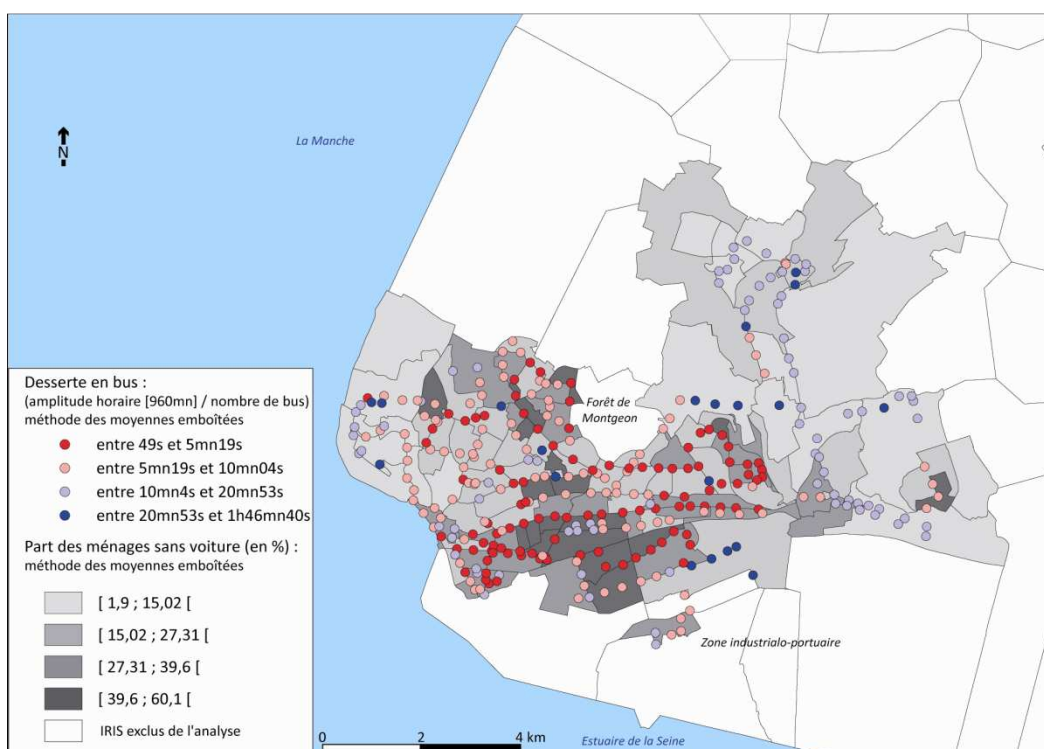 La Manche
N
Forêt de
Montgeon
Zone industrialo-portuaire
Estuaire de la Seine
Desserte en bus :
(amplitude horaire [960mn] / nombre de bus)
méthode des moyennes emboîtées
entre 49s et 5mn19s
entre 5mn19s et 10mn04s
entre 10mn4s et 20mn53s
entre 20mn53s et 1h46mn40s
Part des ménages sans voiture (en %) :
méthode des moyennes emboîtées
[ 1,9 ; 15,02 [
[ 15,02 ; 27,31 [
[ 27,31 ; 39,6 [
[ 39,6 ; 60,1 [
IRIS exclus de l'analyse
0 2 4 km